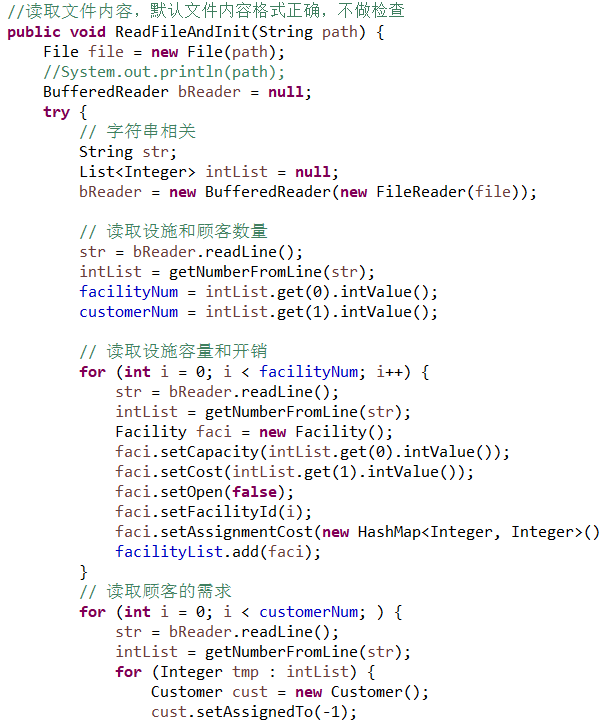 //读取文件内容，默认文件内容格式正确，不做检查
public void ReadFileAndInit(String path) {
    File file = new File(path);
    //System.out.println(path);
    BufferedReader bReader = null;
    try {
        // 字符串相关
        String str;
        List<Integer> intList = null;
        bReader = new BufferedReader(new FileReader(file));

        // 读取设施和顾客数量
        str = bReader.readLine();
        intList = getNumberFromLine(str);
        facilityNum = intList.get(0).intValue();
        customerNum = intList.get(1).intValue();

        // 读取设施容量和开销
        for (int i = 0; i < facilityNum; i++) {
            str = bReader.readLine();
            intList = getNumberFromLine(str);
            Facility faci = new Facility();
            faci.setCapacity(intList.get(0).intValue());
            faci.setCost(intList.get(1).intValue());
            faci.setOpen(false);
            faci.setFacilityId(i);
            faci.setAssignmentCost(new HashMap<Integer, Integer>()
            facilityList.add(faci);
        }
        // 读取顾客的需求
        for (int i = 0; i < customerNum; ) {
            str = bReader.readLine();
            intList = getNumberFromLine(str);
            for (Integer tmp : intList) {
                Customer cust = new Customer();
                cust.setAssignedTo(-1);